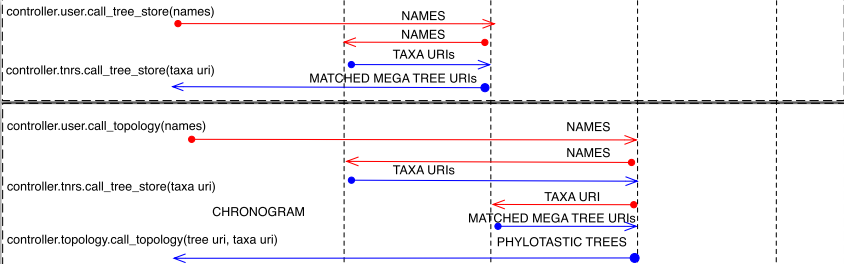 controller.user.call_tree_store(names)
NAMES
NAMES
TAXA URIs
controller.tnrs.call_tree_store(taxa uri)
MATCHED MEGA TREE URIs
controller.user.call_topology(names)
NAMES
NAMES
TAXA URIs
controller.tnrs.call_tree_store(taxa uri)
TAXA URI
CHRONOGRAM
MATCHED MEGA TREE URIs
controller.topology.call_topology(tree uri, taxa uri)
PHYLOTASTIC TREES